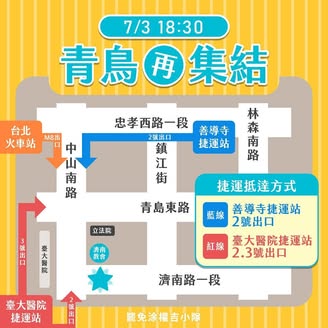 7/3 18:30
青鳥再集結
台北
火車站
M8出口
忠孝西路一段
2號出口
善導寺
捷運站
林森南路
中山南路
鎮江街
捷運抵達方式
藍線
善導寺捷運站
2號出口
紅線
臺大醫院捷運站
2.3號出口
青島東路
立法院
濟南
教會
臺大醫院
3號出口
濟南路一段
臺大醫院
捷運站
2號出口
罷免涂權吉小隊